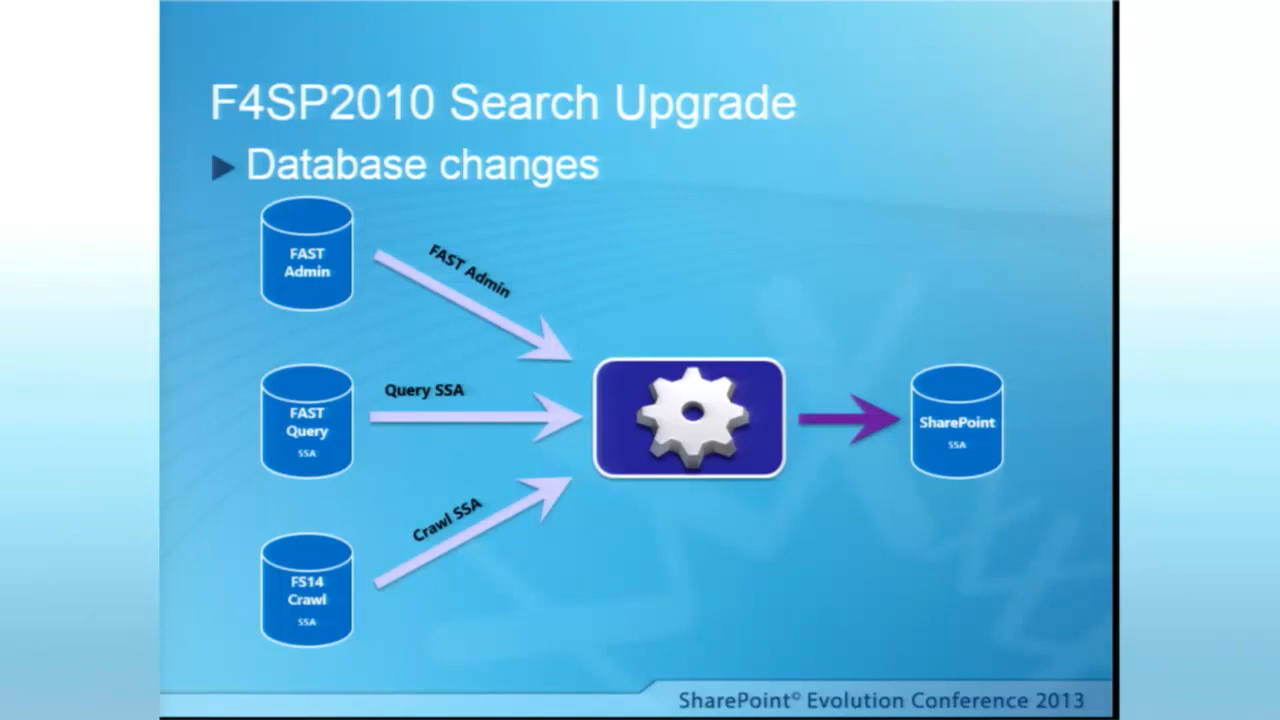 F4SP2010 Search Upgrade
Database changes
FAST
Admin
FAST Admin
FAST
Query
SSA
Query SSA
SharePoint
SSA
FS14
Crawl
SSA
Crawl SSA
SharePoint© Evolution Conference 2013